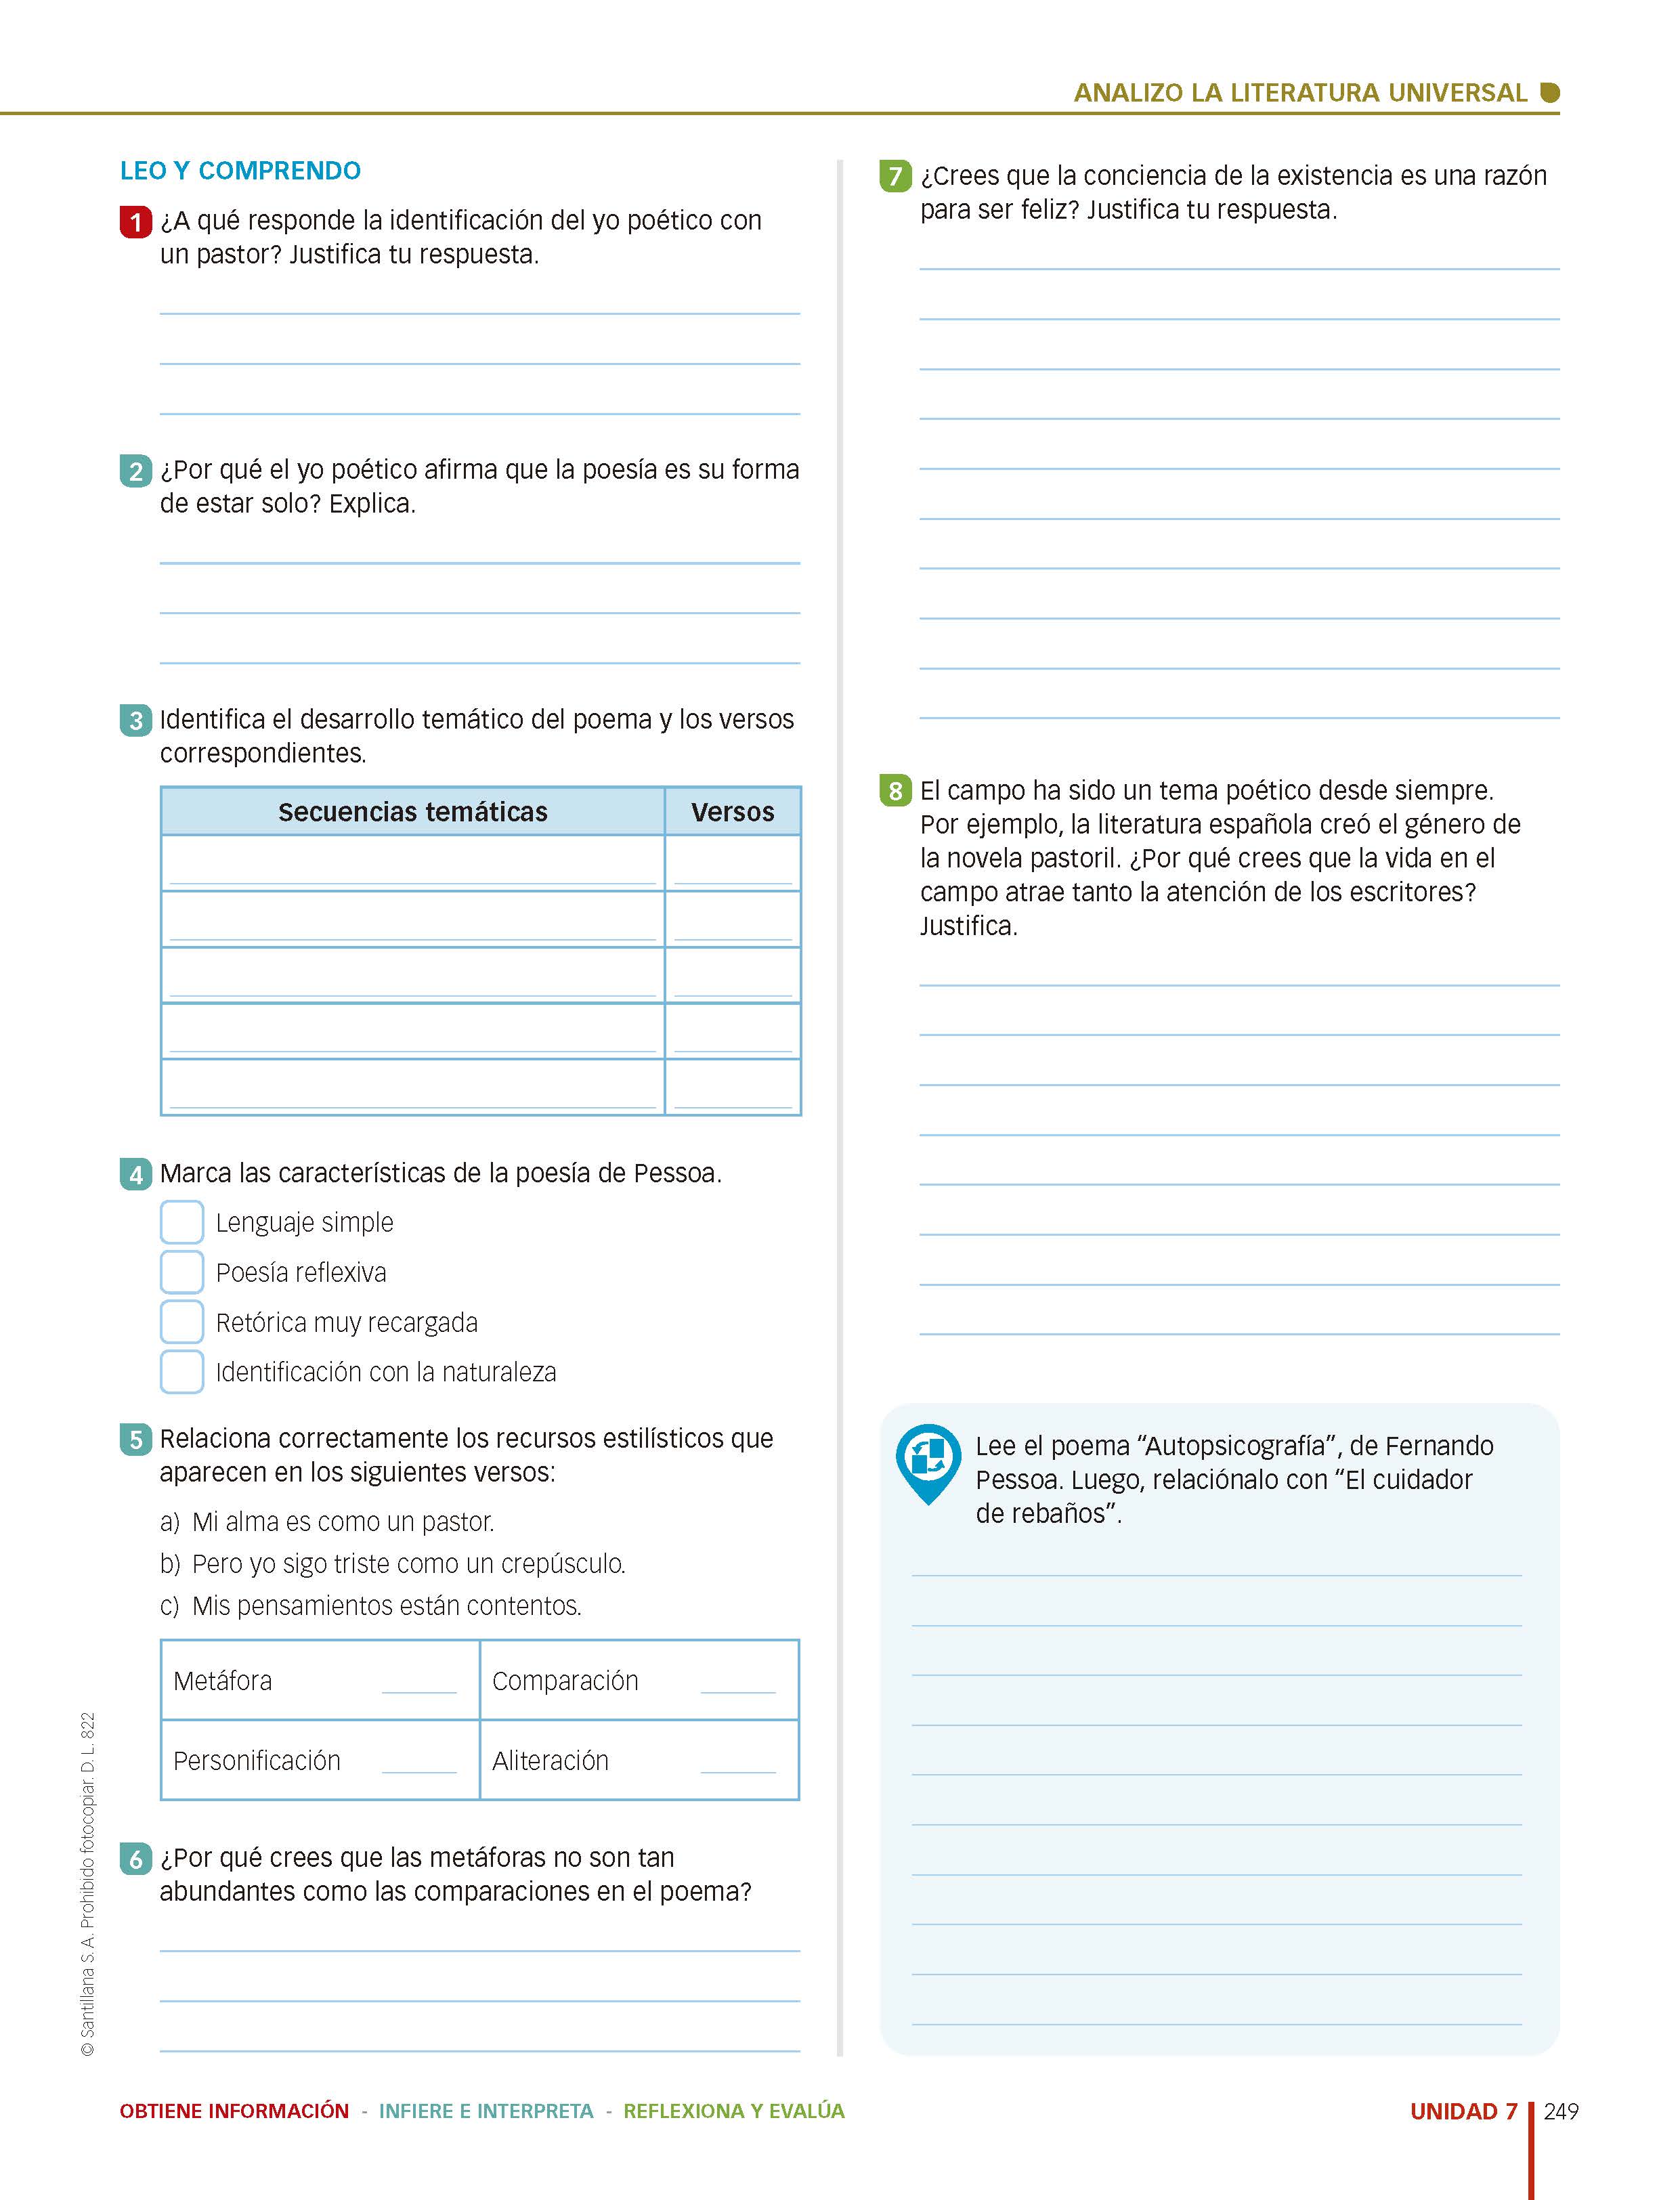 ANALIZO LA LITERATURA UNIVERSAL
LEO Y COMPRENDO
1 ¿A qué responde la identificación del yo poético con
un pastor? Justifica tu respuesta.
2 ¿Por qué el yo poético afirma que la poesía es su forma
de estar solo? Explica.
3 Identifica el desarrollo temático del poema y los versos
correspondientes.
Secuencias temáticas Versos
4 Marca las características de la poesía de Pessoa.
Lenguaje simple
Poesía reflexiva
Retórica muy recargada
Identificación con la naturaleza
5 Relaciona correctamente los recursos estilísticos que
aparecen en los siguientes versos:
a) Mi alma es como un pastor.
b) Pero yo sigo triste como un crepúsculo.
c) Mis pensamientos están contentos.
Metáfora Comparación
Personificación Aliteración
6 ¿Por qué crees que las metáforas no son tan
abundantes como las comparaciones en el poema?
7 ¿Crees que la conciencia de la existencia es una razón
para ser feliz? Justifica tu respuesta.
8 El campo ha sido un tema poético desde siempre.
Por ejemplo, la literatura española creó el género de
la novela pastoril. ¿Por qué crees que la vida en el
campo atrae tanto la atención de los escritores?
Justifica.
Lee el poema “Autopsicografía”, de Fernando
Pessoa. Luego, relaciónalo con “El cuidador
de rebaños”.
© Santillana S. A. Prohibido fotocopiar. D. L. 822
OBTIENE INFORMACIÓN - INFIERE E INTERPRETA - REFLEXIONA Y EVALÚA
UNIDAD 7 249